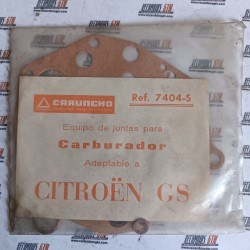 CARUNCHO
Ref. 7404-S
Equipo de juntas para
Carburador
Adaptable a
CITROËN GS